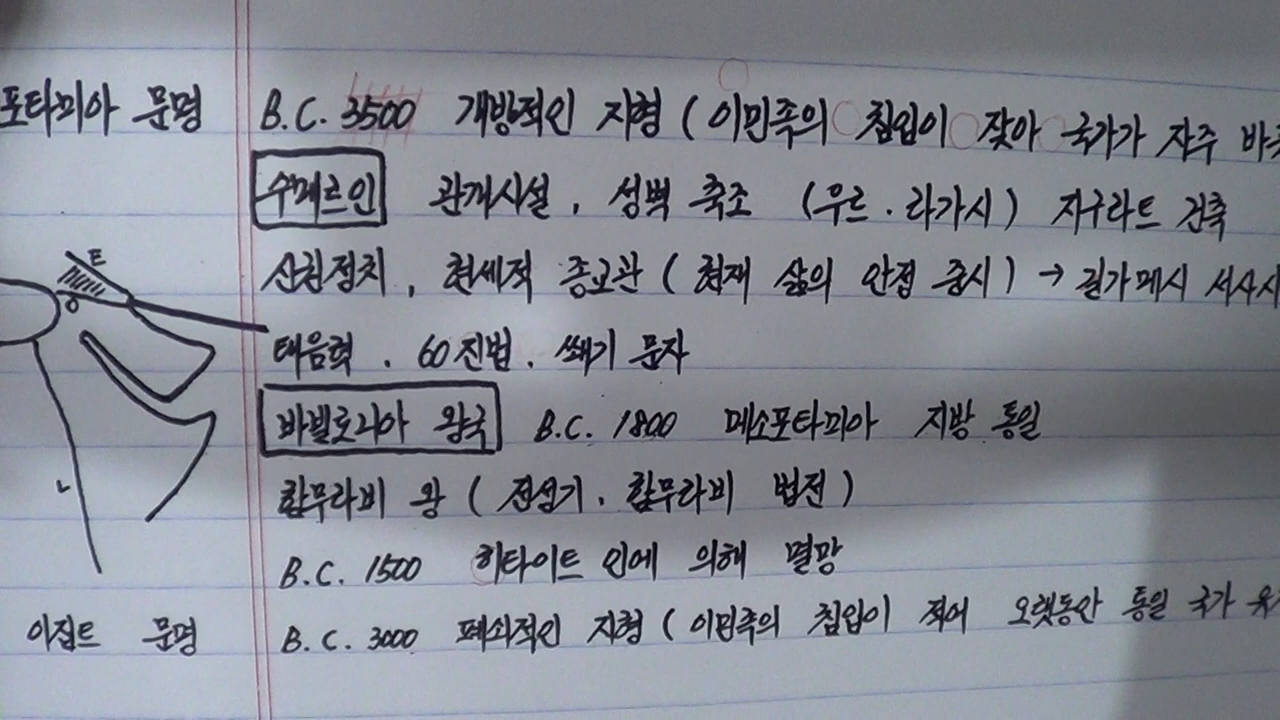 포타미아 문명 B.C. 3500 개방적인 지형 ( 이민족의 침입이 잦아 국가가 자주 바
수메르인 관개시설, 성벽 축조 (우르·라가시) 지구라트 건축
신권정치, 현세적 종교관 ( 현재 삶의 안접 중시 ) → 길가메시 서사시
태음력 · 60진법 · 쐐기 문자
바빌로니아 왕국 B.C. 1800 메소포타미아 지방 통일
함무라비 왕 ( 전성기 · 함무라비 법전 )
B.C. 1500 히타이트 인에 의해 멸망
이집트 문명 B.C. 3000 폐쇄적인 지형 ( 이민족의 침입이 적어 오랫동안 통일 국가 유